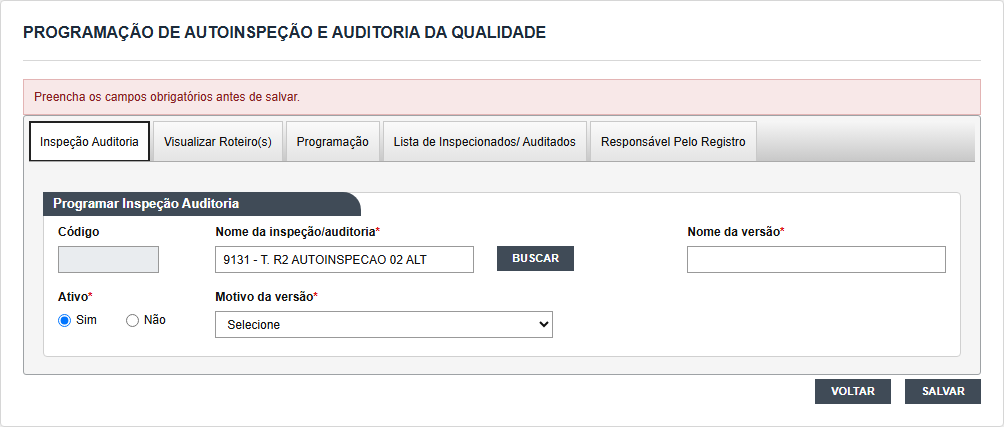 PROGRAMAÇÃO DE AUTOINSPEÇÃO E AUDITORIA DA QUALIDADE
Preencha os campos obrigatórios antes de salvar.
Inspeção Auditoria Visualizar Roteiro(s) Programação Lista de Inspecionados/ Auditados Responsável Pelo Registro
Programar Inspeção Auditoria
Código Nome da inspeção/auditoria* Nome da versão*
9131 - T. R2 AUTOINSPECAO 02 ALT BUSCAR
Ativo* Motivo da versão*
Sim Não Selecione
VOLTAR SALVAR